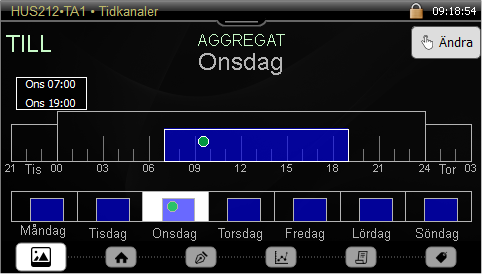 HUS212•TA1 • Tidkanaler 09:18:54
TILL AGGREGAT Ändra
Onsdag
Ons 07:00
Ons 19:00
21 Tis 00 03 06 09 12 15 18 21 00 Tor 03
Måndag Tisdag Onsdag Torsdag Fredag Lördag Söndag